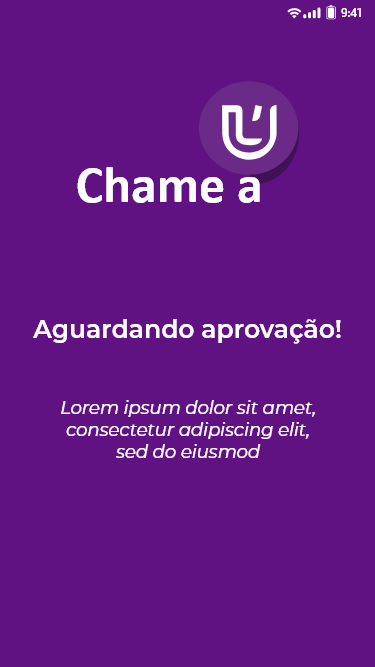 9:41
U
Chame a
Aguardando aprovação!
Lorem ipsum dolor sit amet,
consectetur adipiscing elit,
sed do eiusmod